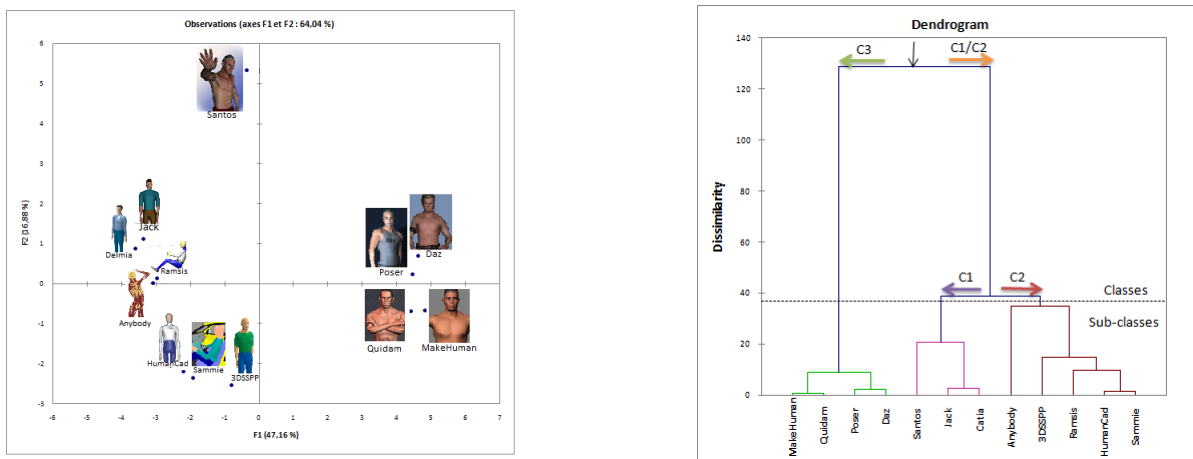 Observations (axes F1 et F2 : 64,04 %)
F2 (16,88 %)
6
5
4
3
2
1
0
-1
-2
-3
Santos
Jack
Delmia
Ramsis
Anybody
HumanCad
Sammie
3DSSPP
Poser
Daz
Quidam
MakeHuman
-6 -5 -4 -3 -2 -1 0 1 2 3 4 5 6 7
F1 (47,16 %)
Dendrogram
Dissimilarity
140
120
100
80
60
40
20
0
C3
C1/C2
C1
C2
Classes
Sub-classes
MakeHuman
Quidam
Poser
Daz
Santos
Jack
Catia
Anybody
3DSSPP
Ramsis
HumanCad
Sammie